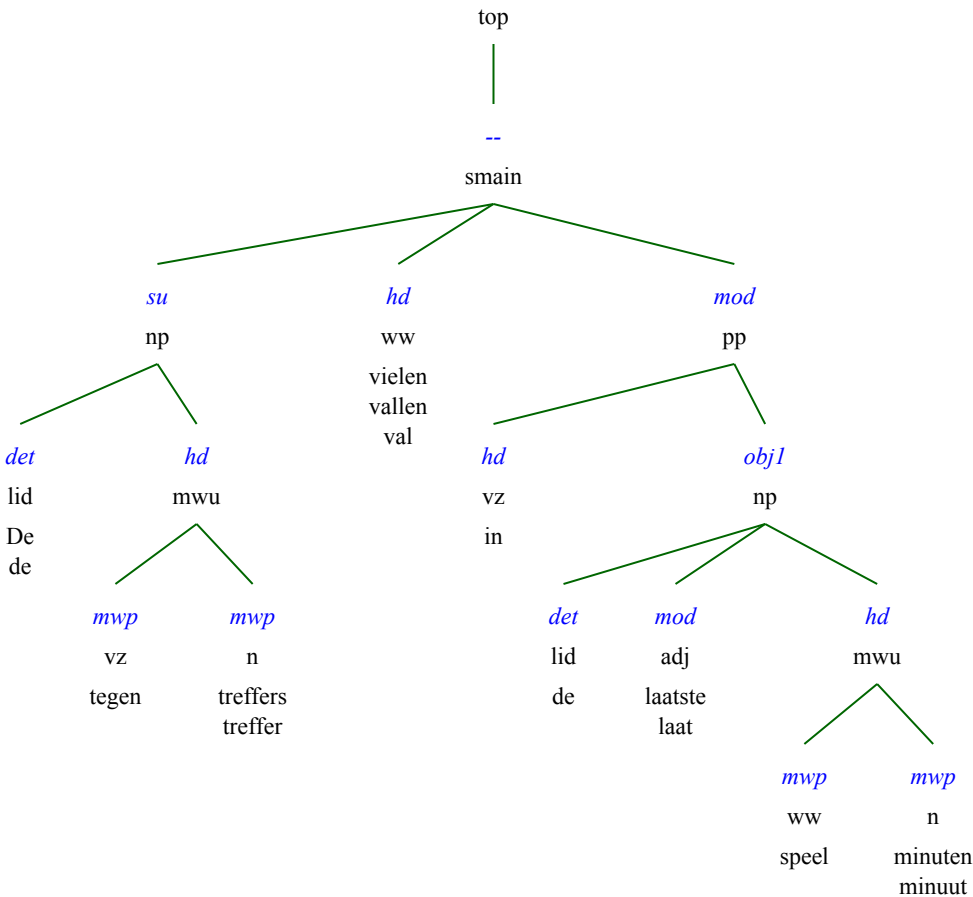 top
--
smain
su hd mod
np ww pp
vielen
vallen
val
det hd hd obj1
lid mwu vz np
De in
de
mwp mwp det mod hd
vz n lid adj mwu
tegen treffers de laatste
treffer laat
mwp mwp
ww n
speel minuten
minuut